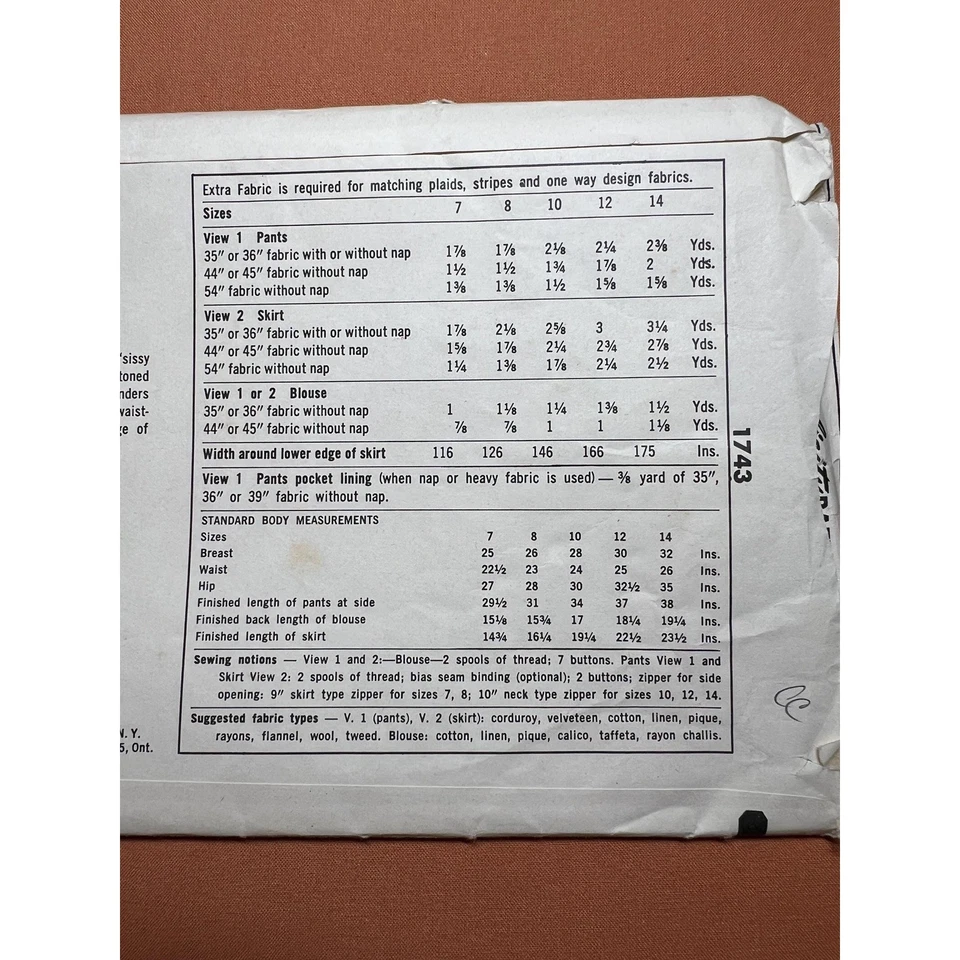 Extra Fabric is required for matching plaids, stripes and one way design fabrics.
Sizes 7 8 10 12 14
View 1 Pants
35″ or 36″ fabric with or without nap 1⅞ 1⅞ 2⅛ 2¼ 2⅜ Yds.
44″ or 45″ fabric without nap 1½ 1½ 1¾ 1⅞ 2 Yds.
54″ fabric without nap 1⅜ 1⅜ 1½ 1⅝ 1⅝ Yds.
View 2 Skirt
35″ or 36″ fabric with or without nap 1⅞ 2⅛ 2⅝ 3 3¼ Yds.
44″ or 45″ fabric without nap 1⅝ 1⅞ 2¼ 2¾ 2⅞ Yds.
54″ fabric without nap 1¼ 1⅜ 1⅞ 2¼ 2½ Yds.
View 1 or 2 Blouse
35″ or 36″ fabric without nap 1 1⅛ 1¼ 1⅜ 1½ Yds.
44″ or 45″ fabric without nap ⅞ ⅞ 1 1 1⅛ Yds.
Width around lower edge of skirt 116 126 146 166 175 Ins.
View 1 Pants pocket lining (when nap or heavy fabric is used) — ⅜ yard of 35″,
36″ or 39″ fabric without nap.
STANDARD BODY MEASUREMENTS
Sizes 7 8 10 12 14
Breast 25 26 28 30 32 Ins.
Waist 22½ 23 24 25 26 Ins.
Hip 27 28 30 32½ 35 Ins.
Finished length of pants at side 29½ 31 34 37 38 Ins.
Finished back length of blouse 15⅛ 15¾ 17 18¼ 19¼ Ins.
Finished length of skirt 14¾ 16¼ 19¼ 22½ 23½ Ins.
Sewing notions — View 1 and 2:—Blouse—2 spools of thread; 7 buttons. Pants View 1 and
Skirt View 2: 2 spools of thread; bias seam binding (optional); 2 buttons; zipper for side
opening: 9″ skirt type zipper for sizes 7, 8; 10″ neck type zipper for sizes 10, 12, 14.
Suggested fabric types — V. 1 (pants), V. 2 (skirt): corduroy, velveteen, cotton, linen, pique,
rayons, flannel, wool, tweed. Blouse: cotton, linen, pique, calico, taffeta, rayon challis.
1743
'sissy
toned
nders
waist-
ge of
N. Y.
5, Ont.